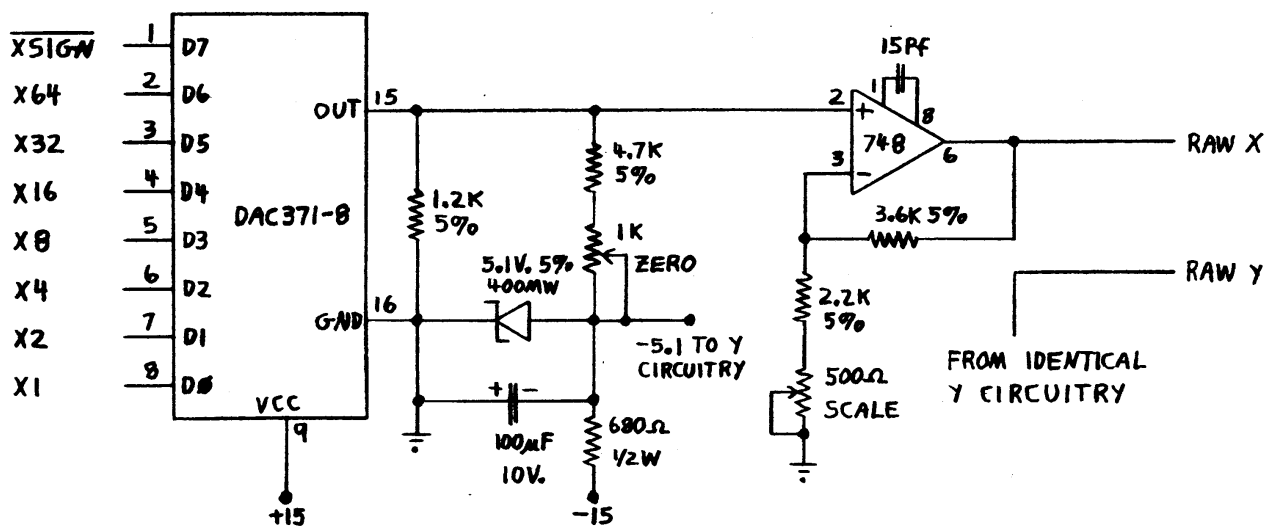 X̅S̅I̅G̅N̅ 1 D7
X64 2 D6
X32 3 D5
X16 4 D4
X8 5 D3
X4 6 D2
X2 7 D1
X1 8 DØ
DAC371-8
OUT 15
GND 16
VCC
9
+15
1.2K
5%
4.7K
5%
1K
ZERO
5.1V. 5%
400MW
-5.1 TO Y
CIRCUITRY
+ -
100µF
10V.
680Ω
1/2W
-15
15Pf
1
8
2 +
748
3 -
6
RAW X
3.6K 5%
2.2K
5%
500Ω
SCALE
RAW Y
FROM IDENTICAL
Y CIRCUITRY